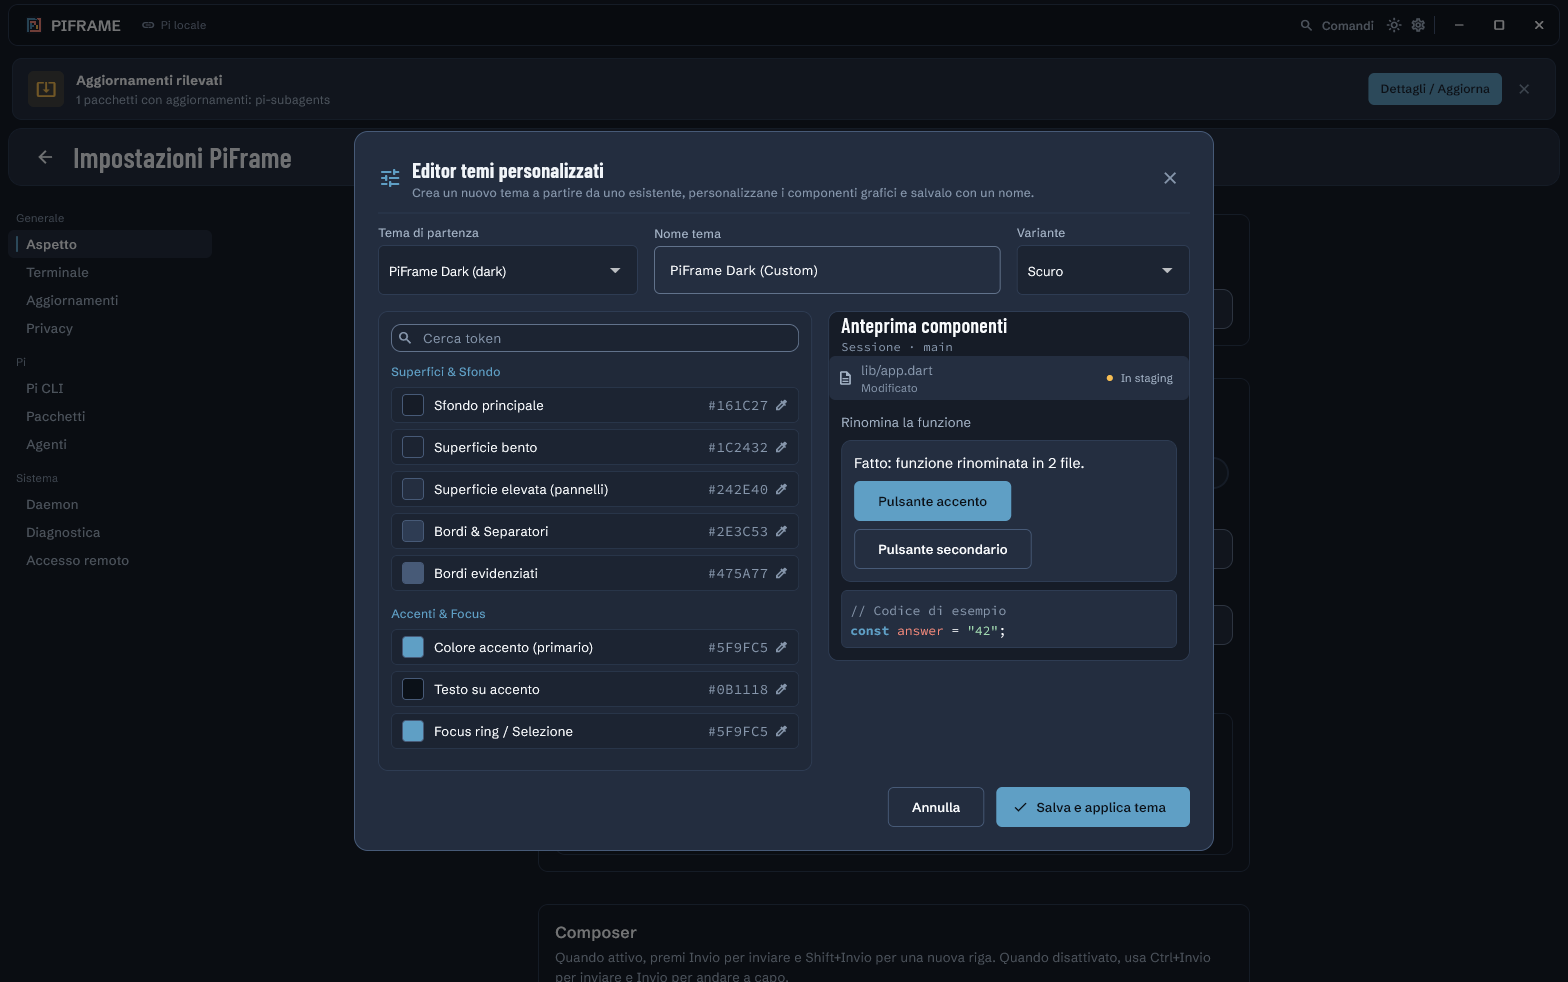 PIFRAME
Pi locale
Comandi
Aggiornamenti rilevati
1 pacchetti con aggiornamenti: pi-subagents
Dettagli / Aggiorna
Impostazioni PiFrame
Generale
Aspetto
Terminale
Aggiornamenti
Privacy
Pi
Pi CLI
Pacchetti
Agenti
Sistema
Daemon
Diagnostica
Accesso remoto
Editor temi personalizzati
Crea un nuovo tema a partire da uno esistente, personalizzane i componenti grafici e salvalo con un nome.
Tema di partenza
PiFrame Dark (dark)
Nome tema
PiFrame Dark (Custom)
Variante
Scuro
Cerca token
Superfici & Sfondo
Sfondo principale #161C27
Superficie bento #1C2432
Superficie elevata (pannelli) #242E40
Bordi & Separatori #2E3C53
Bordi evidenziati #475A77
Accenti & Focus
Colore accento (primario) #5F9FC5
Testo su accento #0B1118
Focus ring / Selezione #5F9FC5
Anteprima componenti
Sessione · main
lib/app.dart
Modificato
In staging
Rinomina la funzione
Fatto: funzione rinominata in 2 file.
Pulsante accento
Pulsante secondario
// Codice di esempio
const answer = "42";
Annulla
Salva e applica tema
Composer
Quando attivo, premi Invio per inviare e Shift+Invio per una nuova riga. Quando disattivato, usa Ctrl+Invio
per inviare e Invio per andare a capo.